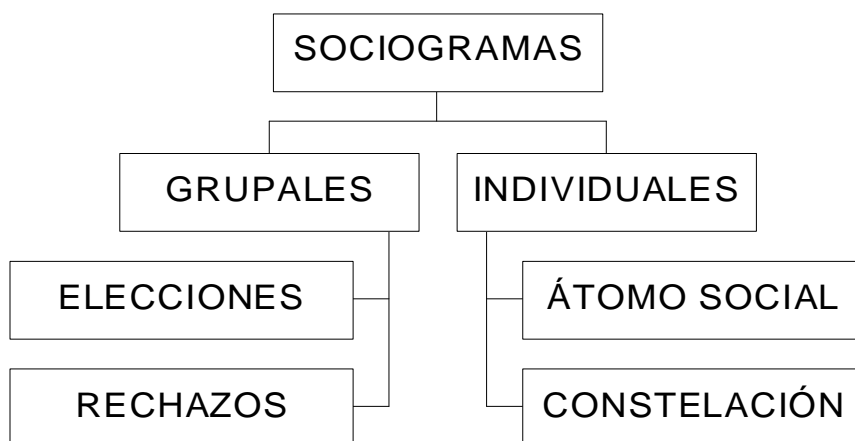 SOCIOGRAMAS
GRUPALES
INDIVIDUALES
ELECCIONES
ÁTOMO SOCIAL
RECHAZOS
CONSTELACIÓN